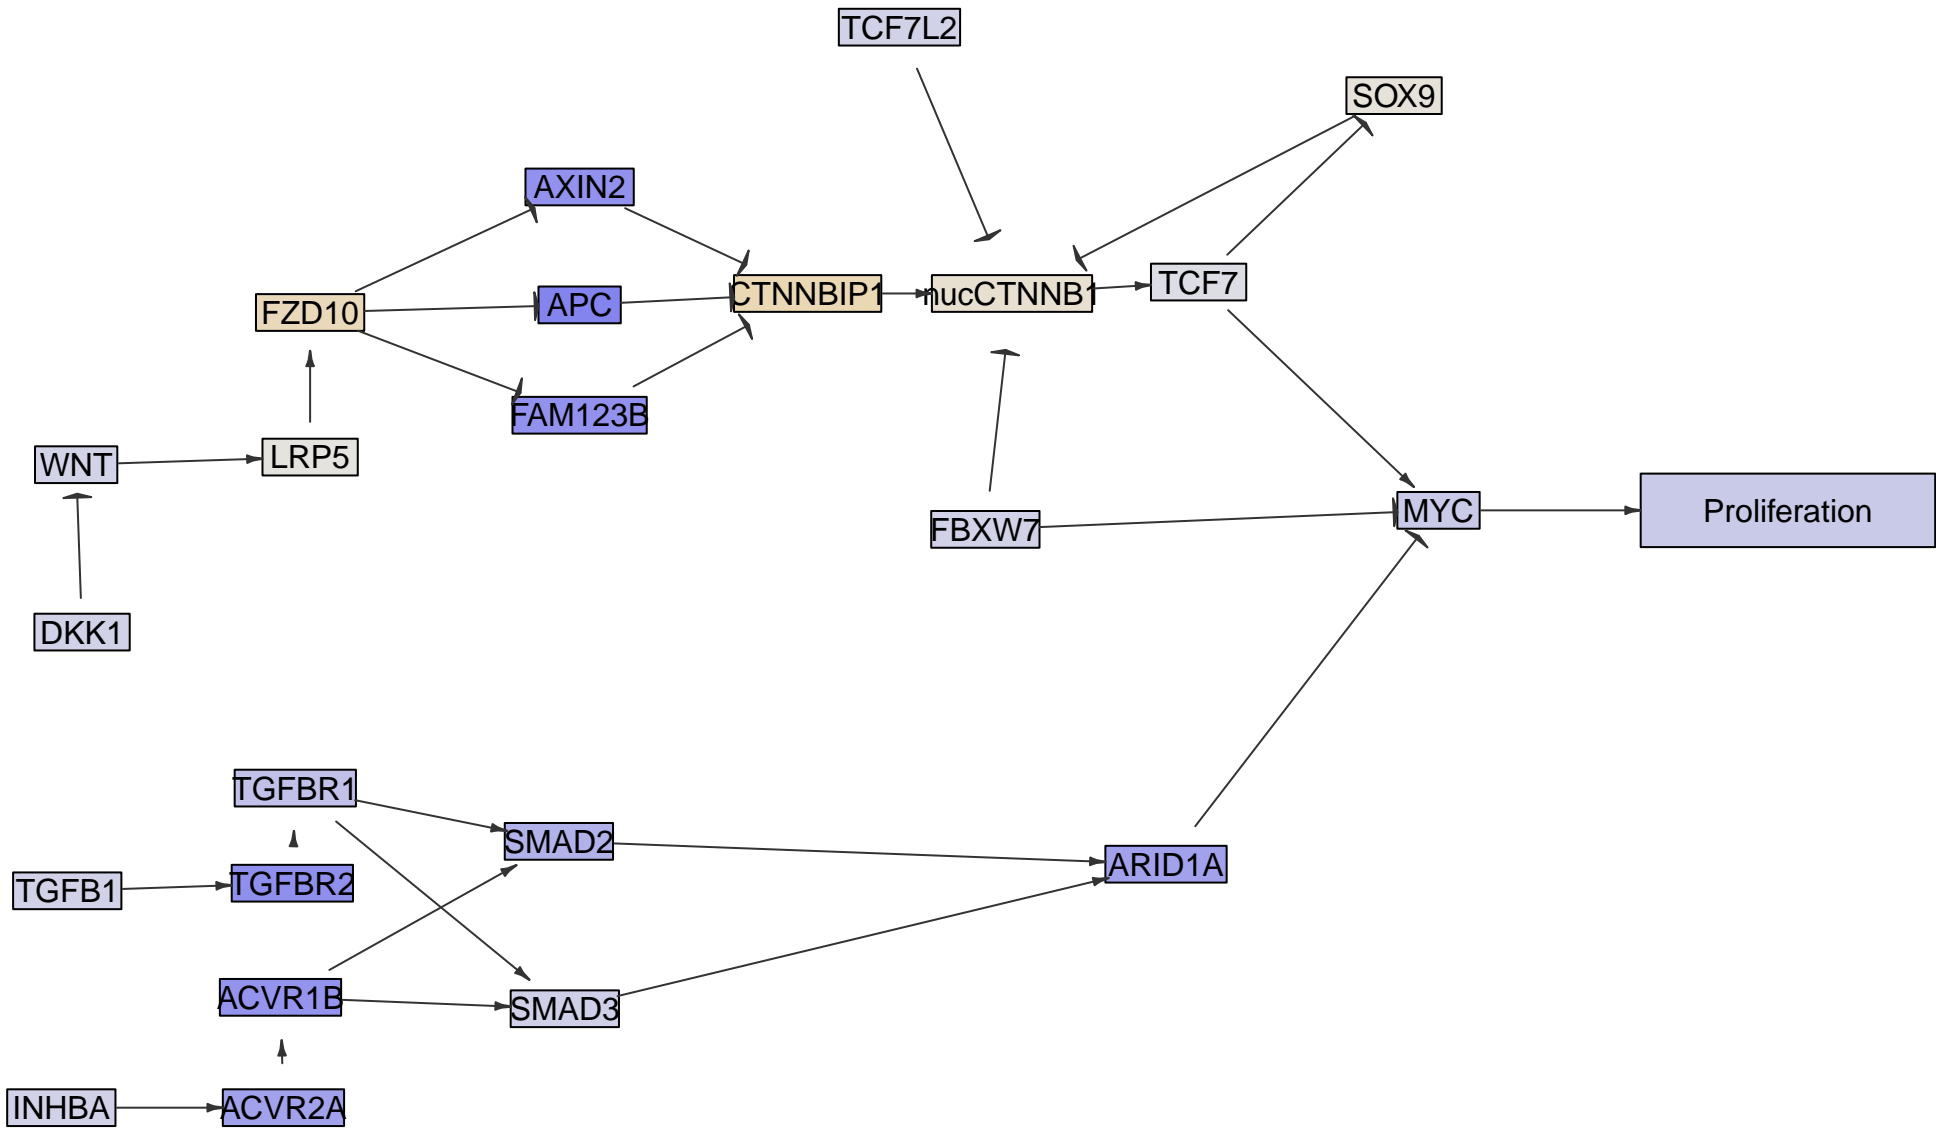 TCF7L2
SOX9
AXIN2
TCF7
CTNNBIP1
nucCTNNB1
APC
FZD10
FAM123B
LRP5
WNT
MYC
Proliferation
FBXW7
DKK1
TGFBR1
SMAD2
ARID1A
TGFBR2
TGFB1
ACVR1B
SMAD3
INHBA
ACVR2A